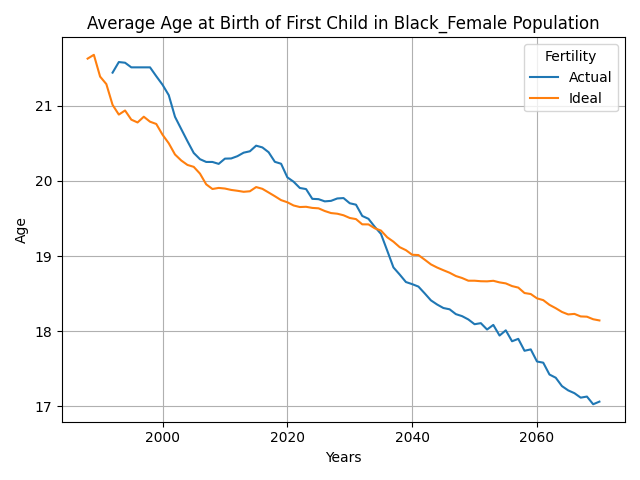 Average Age at Birth of First Child in Black_Female Population
Fertility
Actual
Ideal
21
20
19
18
17
Age
2000
2020
2040
2060
Years